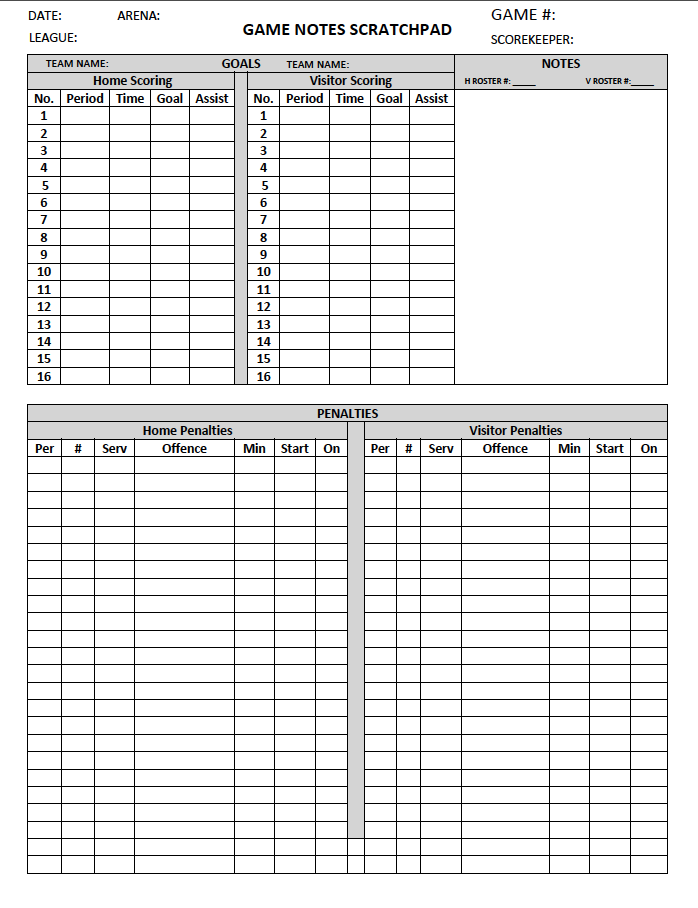 DATE: ARENA: GAME #:
GAME NOTES SCRATCHPAD
LEAGUE: SCOREKEEPER:
TEAM NAME: GOALS TEAM NAME: NOTES
Home Scoring Visitor Scoring H ROSTER #: _____ V ROSTER #:_____
No. Period Time Goal Assist No. Period Time Goal Assist
1 1
2 2
3 3
4 4
5 5
6 6
7 7
8 8
9 9
10 10
11 11
12 12
13 13
14 14
15 15
16 16
PENALTIES
Home Penalties Visitor Penalties
Per # Serv Offence Min Start On Per # Serv Offence Min Start On